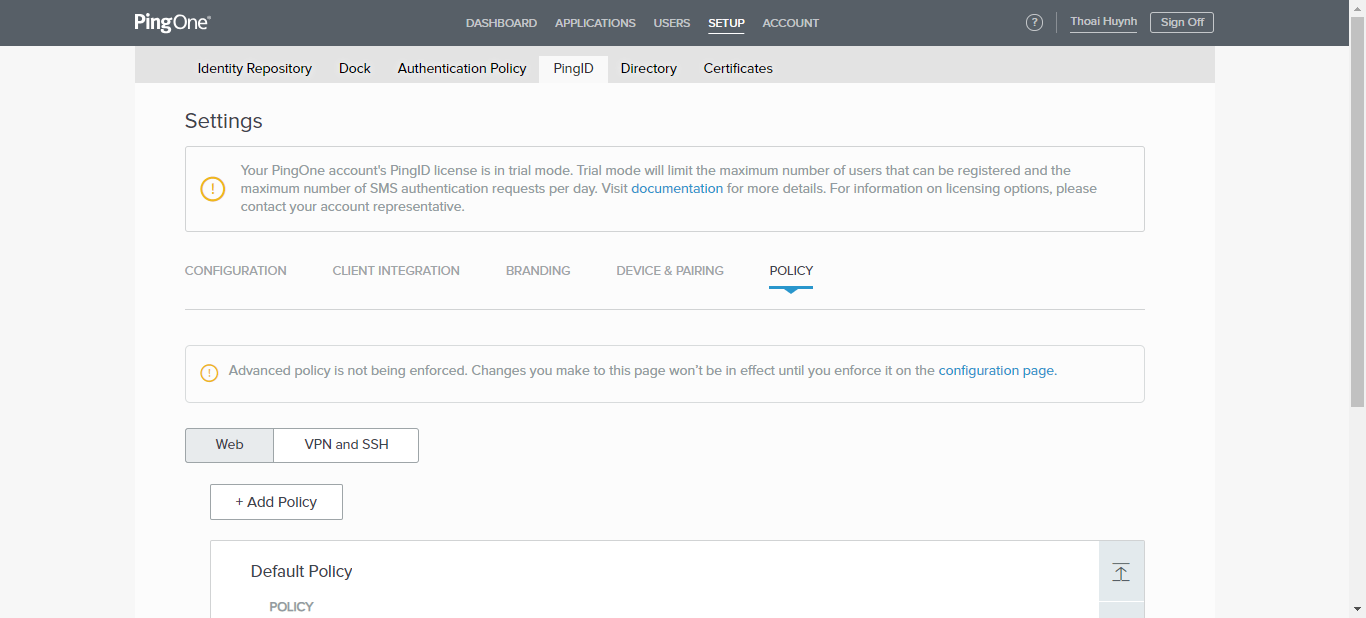 PingOne®
DASHBOARD APPLICATIONS USERS SETUP ACCOUNT
? Thoai Huynh Sign Off
Identity Repository Dock Authentication Policy PingID Directory Certificates
Settings
! Your PingOne account's PingID license is in trial mode. Trial mode will limit the maximum number of users that can be registered and the
maximum number of SMS authentication requests per day. Visit documentation for more details. For information on licensing options, please
contact your account representative.
CONFIGURATION CLIENT INTEGRATION BRANDING DEVICE & PAIRING POLICY
! Advanced policy is not being enforced. Changes you make to this page won't be in effect until you enforce it on the configuration page.
Web VPN and SSH
+ Add Policy
Default Policy
POLICY